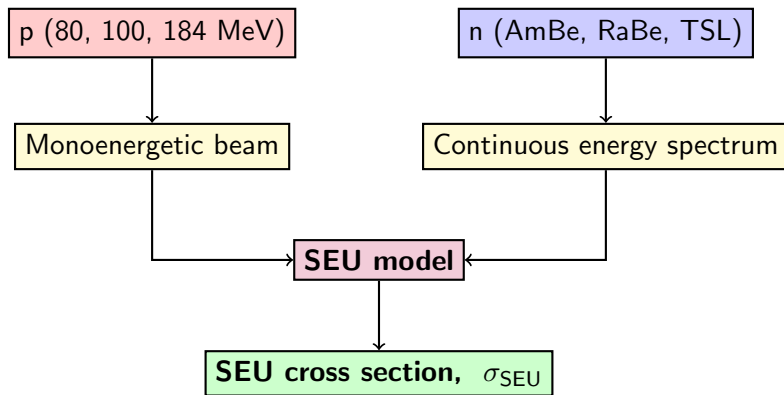 p (80, 100, 184 MeV)
n (AmBe, RaBe, TSL)
Monoenergetic beam
Continuous energy spectrum
SEU model
SEU cross section, σSEU